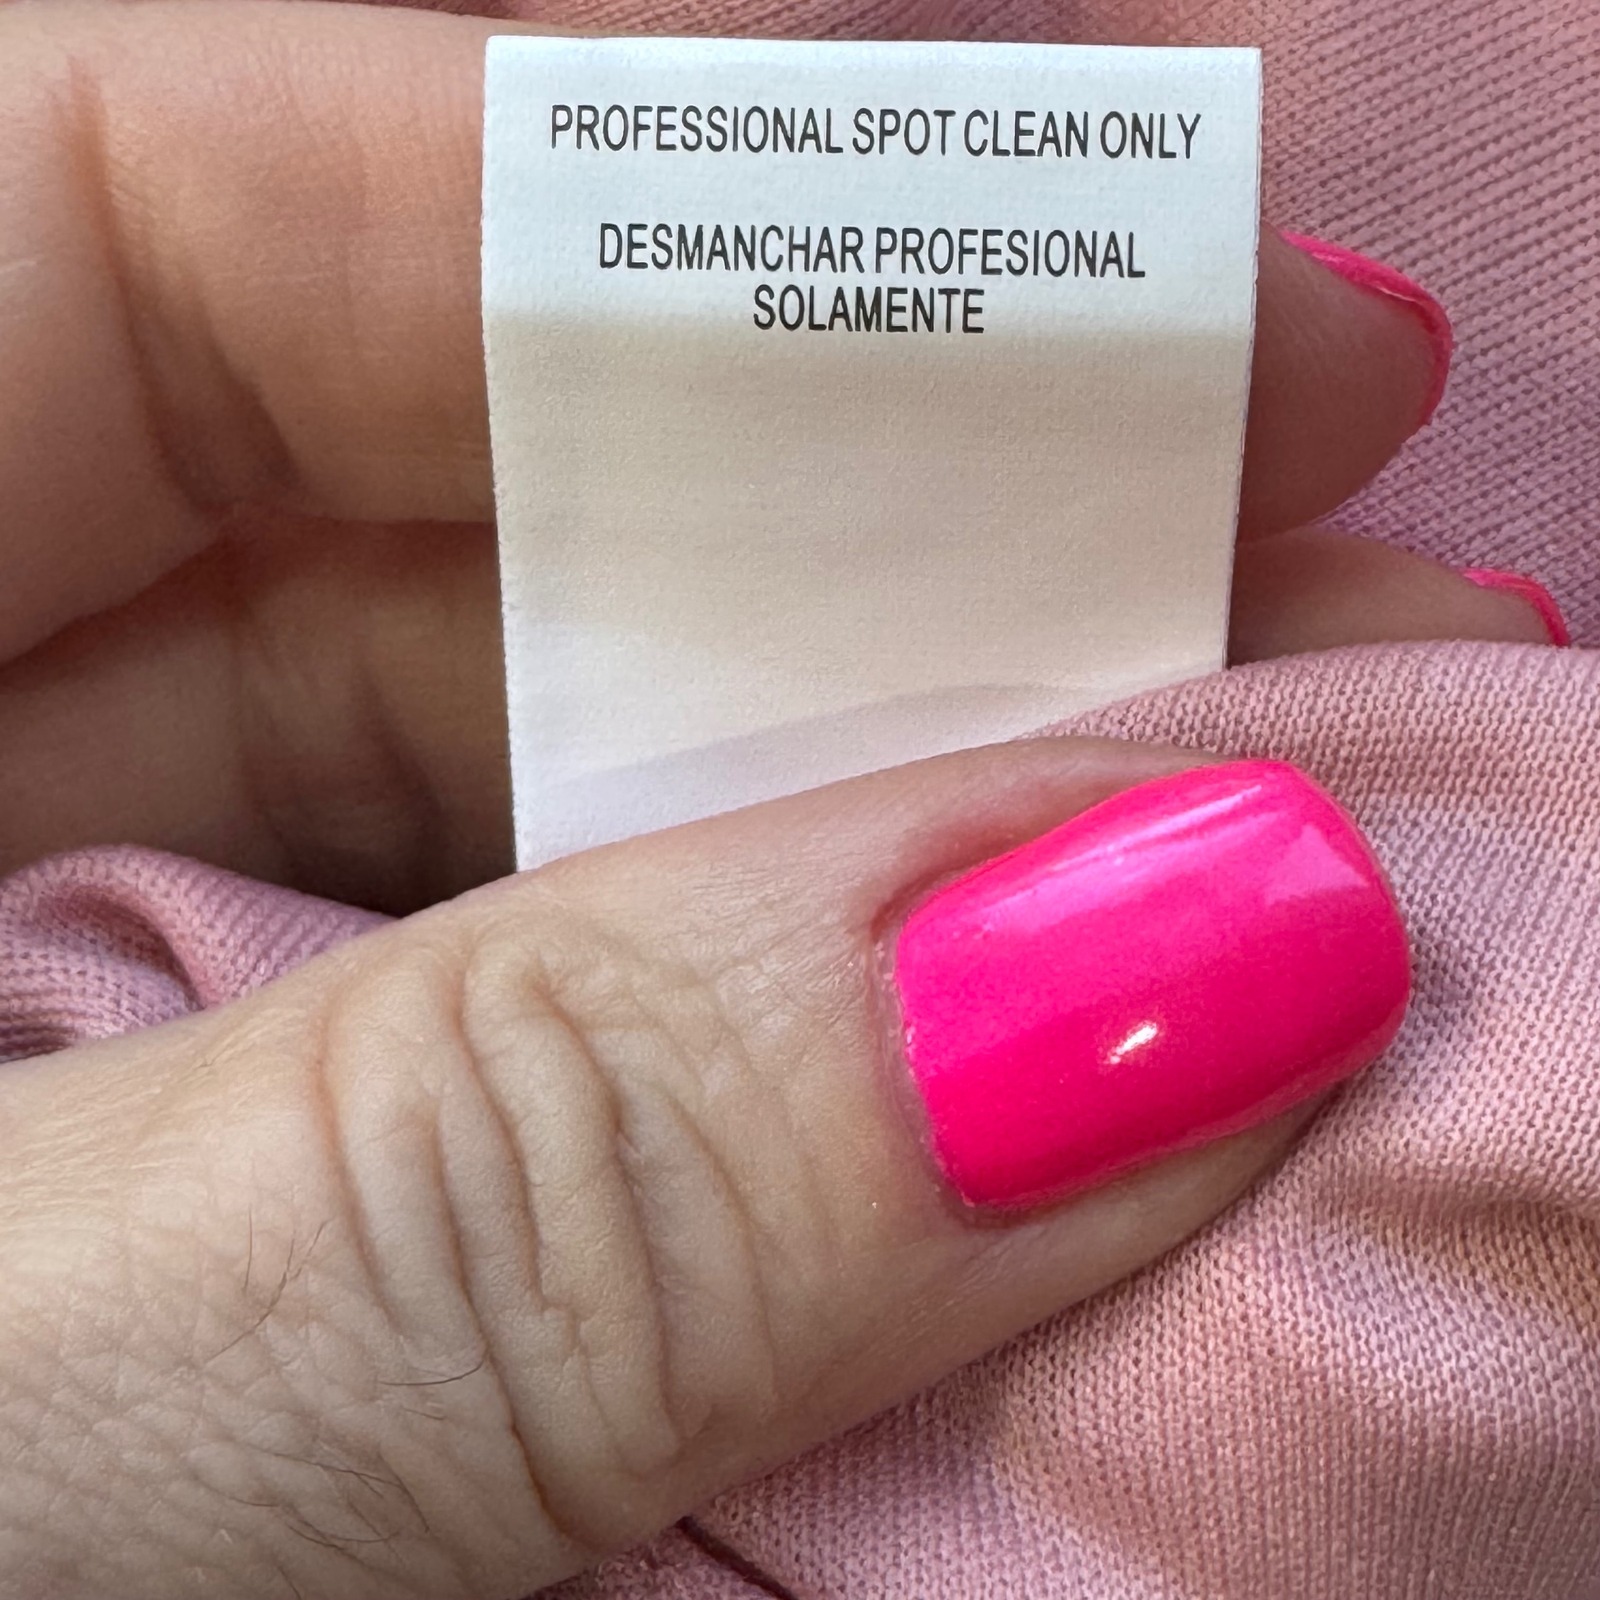 PROFESSIONAL SPOT CLEAN ONLY
DESMANCHAR PROFESIONAL
SOLAMENTE